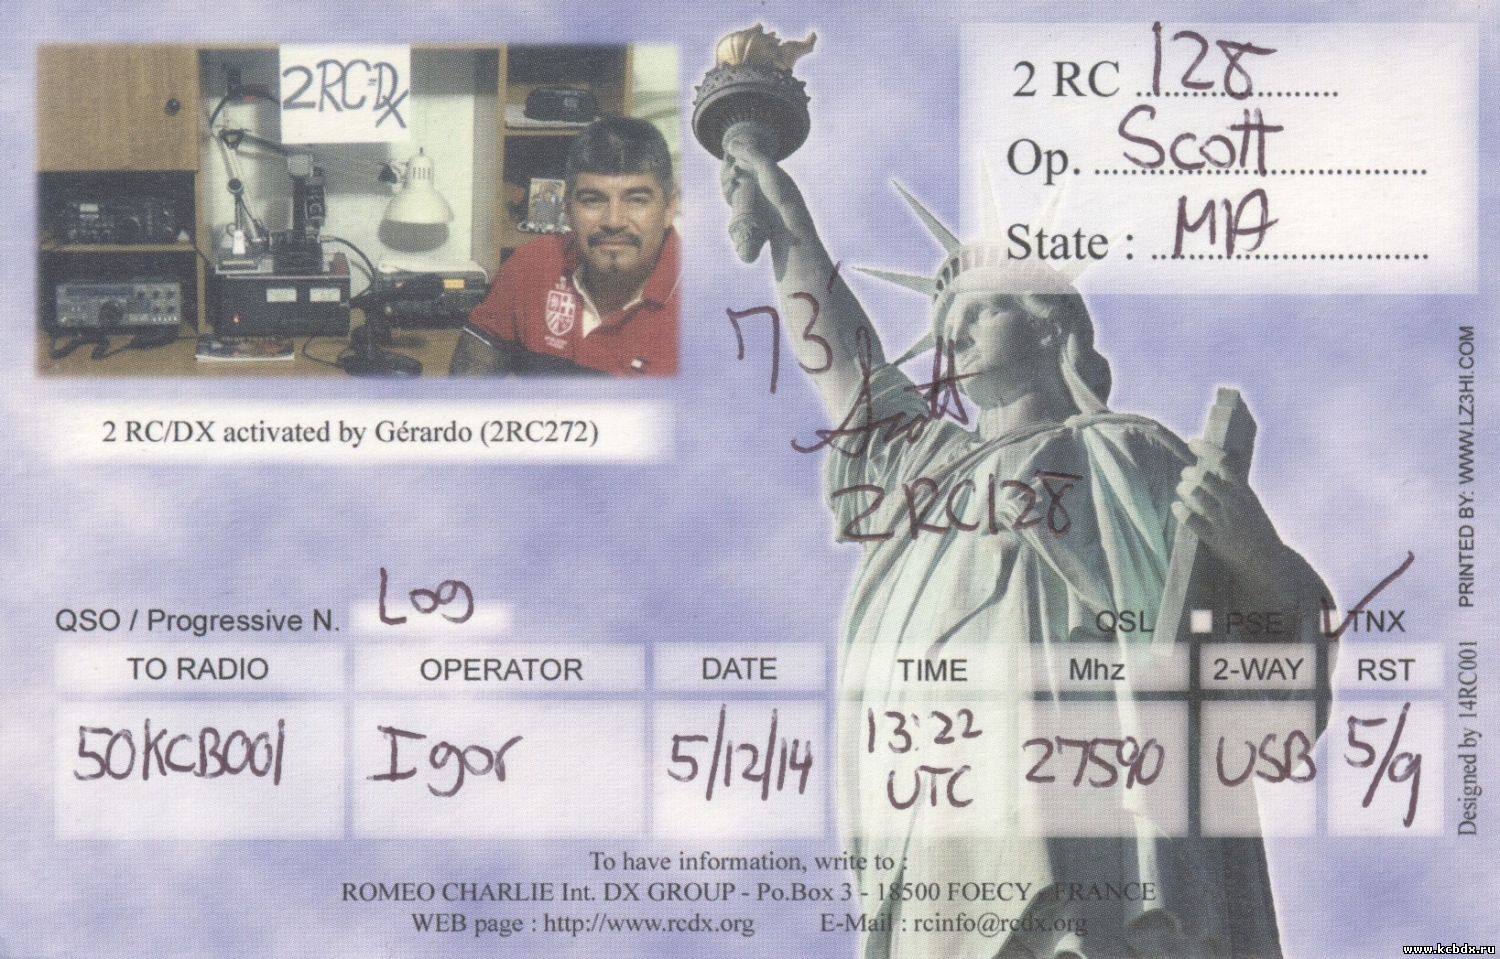 2RC-DX
2 RC 128
Op. Scott
State : MA
73'
Scott
2RC128
2 RC/DX activated by Gérardo (2RC272)
QSO / Progressive N. Log
QSL PSE TNX
TO RADIO OPERATOR DATE TIME Mhz 2-WAY RST
50KCB001 Igor 5/12/14 13:22 UTC 27590 USB 5/9
To have information, write to :
ROMEO CHARLIE Int. DX GROUP - Po.Box 3 - 18500 FOECY - FRANCE
WEB page : http://www.rcdx.org E-Mail : rcinfo@rcdx.org
Designed by 14RC001 PRINTED BY: WWW.LZ3HI.COM
www.kcbdx.ru